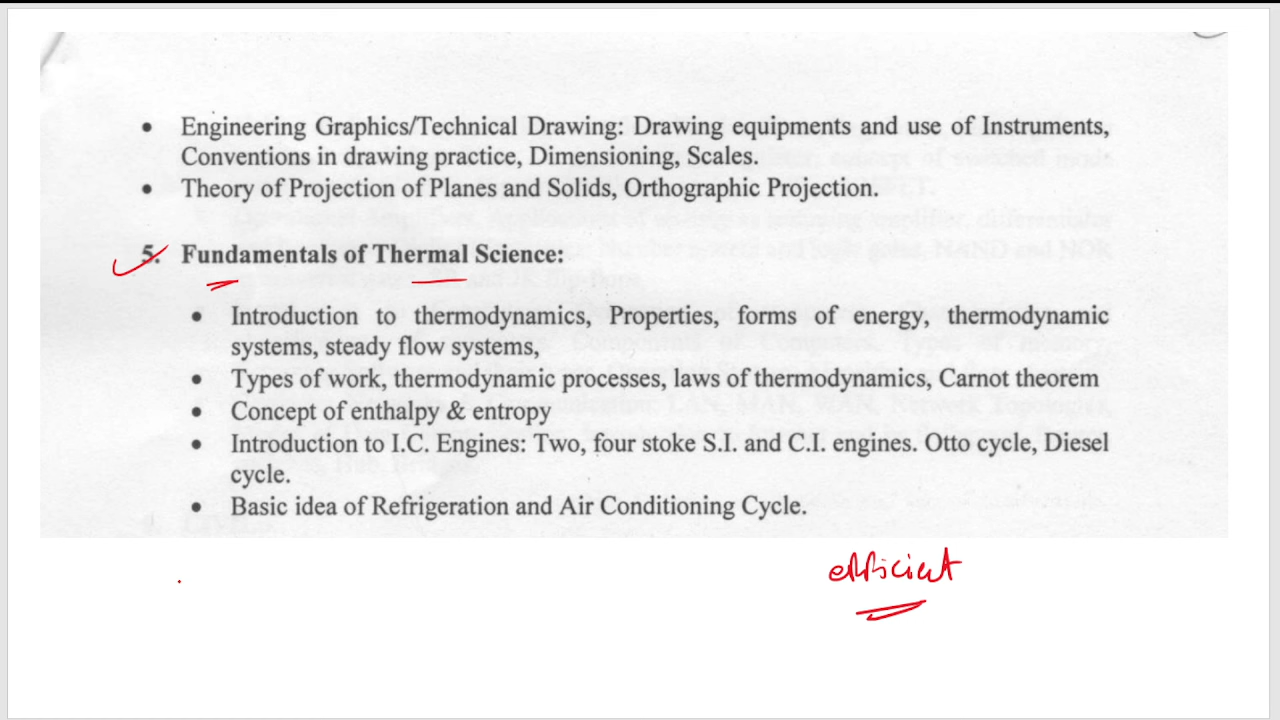 • Engineering Graphics/Technical Drawing: Drawing equipments and use of Instruments,
Conventions in drawing practice, Dimensioning, Scales.
• Theory of Projection of Planes and Solids, Orthographic Projection.
5. Fundamentals of Thermal Science:
• Introduction to thermodynamics, Properties, forms of energy, thermodynamic
systems, steady flow systems,
• Types of work, thermodynamic processes, laws of thermodynamics, Carnot theorem
• Concept of enthalpy & entropy
• Introduction to I.C. Engines: Two, four stoke S.I. and C.I. engines. Otto cycle, Diesel
cycle.
• Basic idea of Refrigeration and Air Conditioning Cycle.
efficient